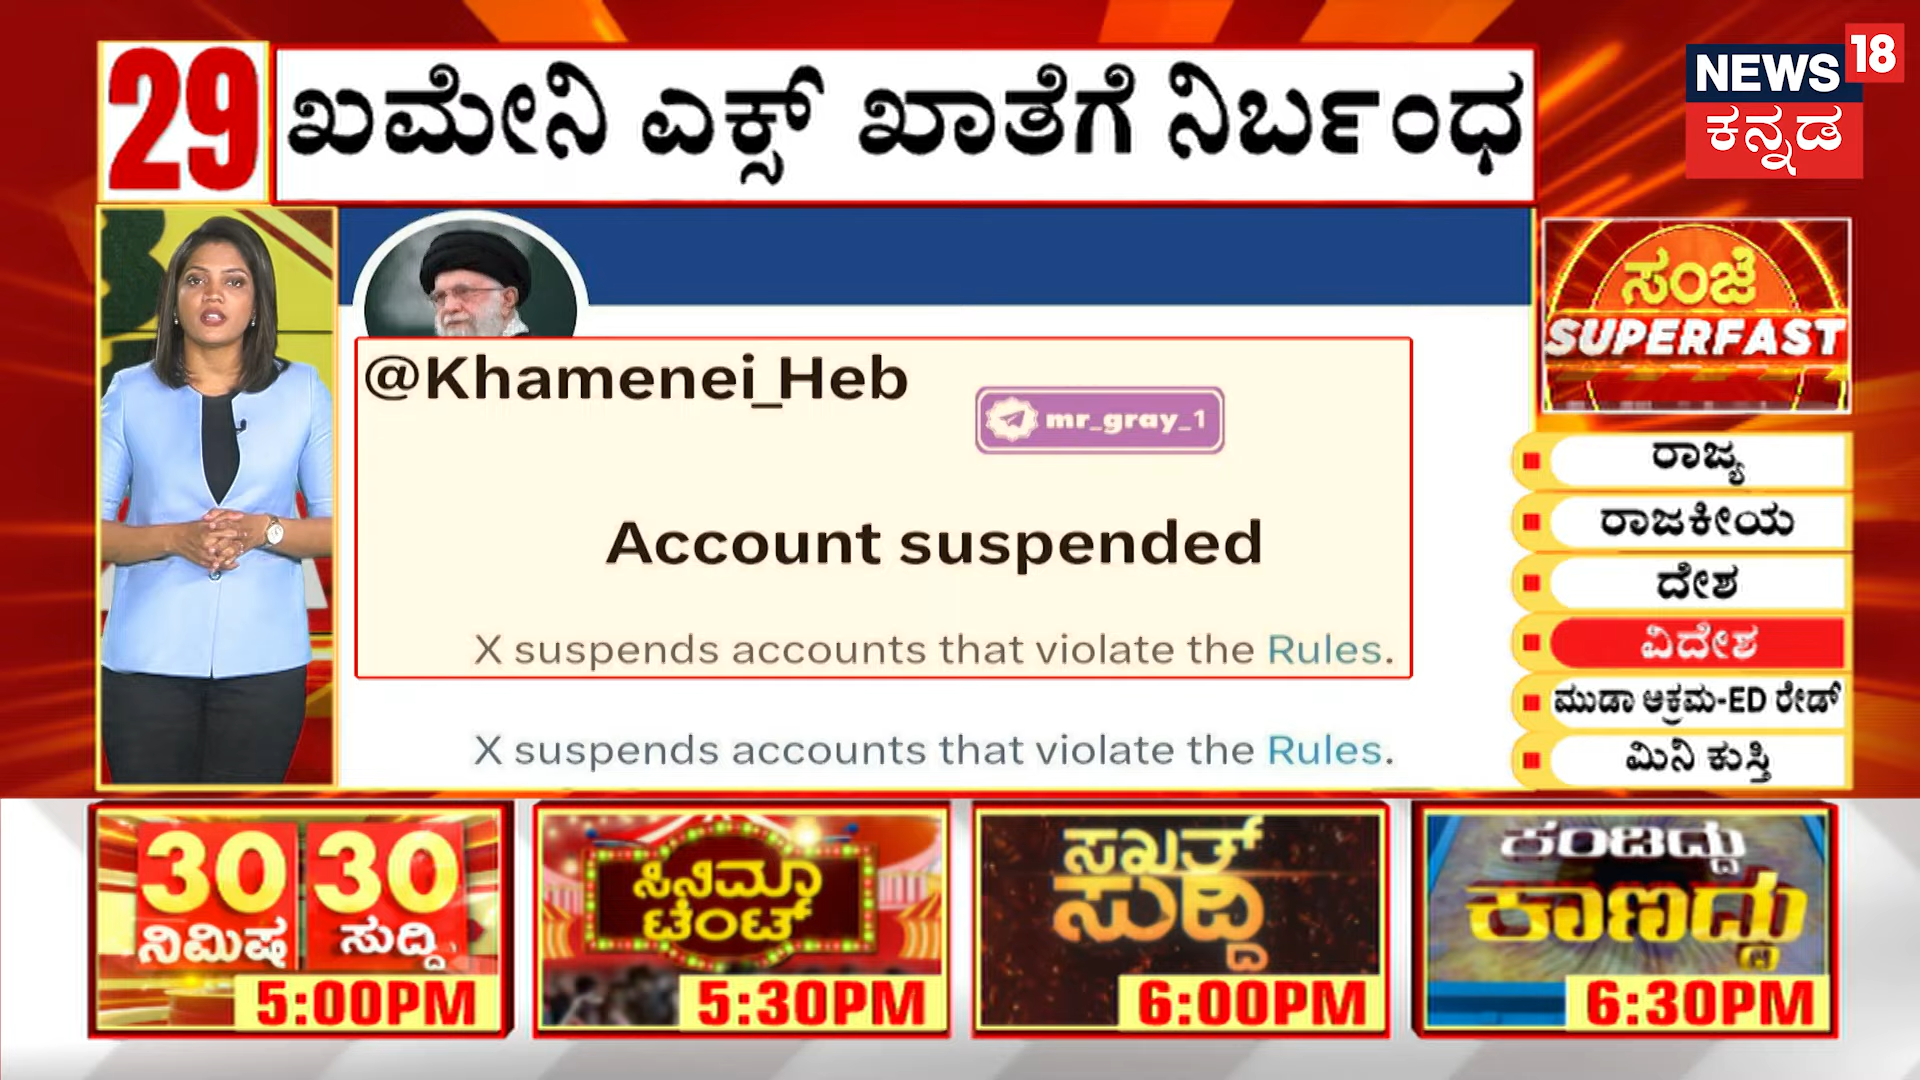 29
ಖಮೇನಿ ಎಕ್ಸ್ ಖಾತೆಗೆ ನಿರ್ಬಂಧ
NEWS 18
ಕನ್ನಡ
@Khamenei_Heb
mr_gray_1
Account suspended
X suspends accounts that violate the Rules.
X suspends accounts that violate the Rules.
ಸಂಜೆ
SUPERFAST
ರಾಜ್ಯ
ರಾಜಕೀಯ
ದೇಶ
ವಿದೇಶ
ಮುಡಾ ಅಕ್ರಮ-ED ರೇಡ್
ಮಿನಿ ಕುಸ್ತಿ
30 ನಿಮಿಷ 30 ಸುದ್ದಿ
5:00PM
ಸಿನಿಮಾ
ಟೆಂಟ್
5:30PM
ಸಖತ್
ಸುದ್ದಿ
6:00PM
ಕಂಡಿದ್ದು
ಕಾಣದ್ದು
6:30PM